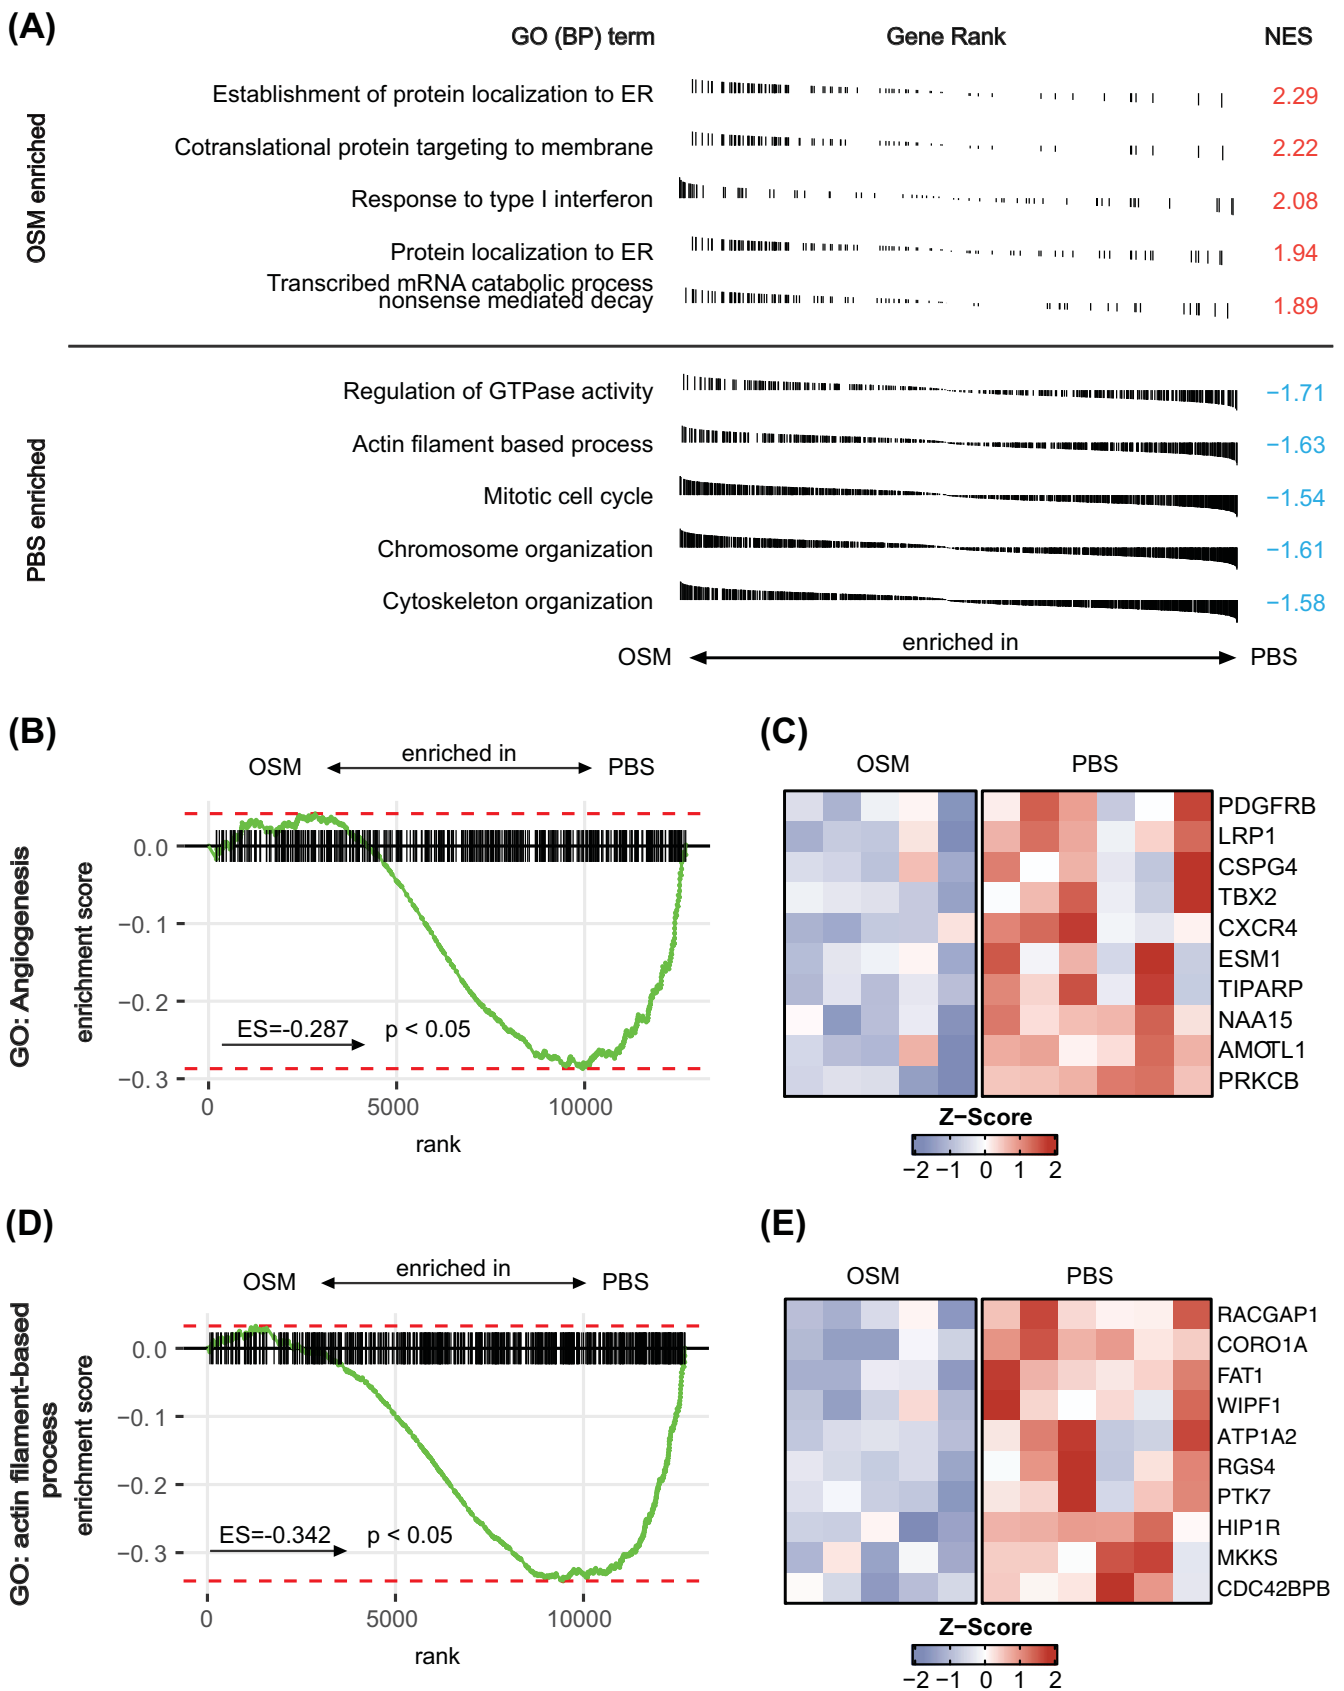 (A)
GO (BP) term Gene Rank NES
OSM enriched
Establishment of protein localization to ER 2.29
Cotranslational protein targeting to membrane 2.22
Response to type I interferon 2.08
Protein localization to ER 1.94
Transcribed mRNA catabolic process
nonsense mediated decay 1.89
PBS enriched
Regulation of GTPase activity −1.71
Actin filament based process −1.63
Mitotic cell cycle −1.54
Chromosome organization −1.61
Cytoskeleton organization −1.58
OSM enriched in PBS
(B)
OSM enriched in PBS
GO: Angiogenesis
enrichment score
0.0
−0.1
−0.2
−0.3
ES=-0.287 p < 0.05
0 5000 10000
rank
(C)
OSM PBS
PDGFRB
LRP1
CSPG4
TBX2
CXCR4
ESM1
TIPARP
NAA15
AMOTL1
PRKCB
Z−Score
−2 −1 0 1 2
(D)
OSM enriched in PBS
GO: actin filament-based
process
enrichment score
0.0
−0.1
−0.2
−0.3
ES=-0.342 p < 0.05
0 5000 10000
rank
(E)
OSM PBS
RACGAP1
CORO1A
FAT1
WIPF1
ATP1A2
RGS4
PTK7
HIP1R
MKKS
CDC42BPB
Z−Score
−2 −1 0 1 2